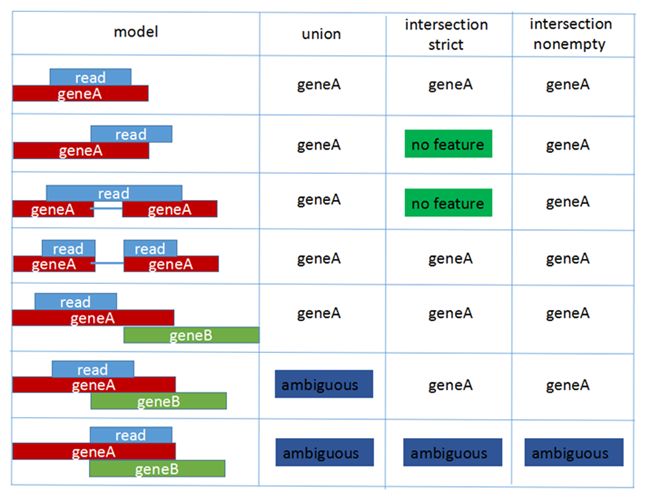 model union intersection strict intersection nonempty
read
geneA geneA geneA geneA
read
geneA geneA no feature geneA
read
geneA geneA geneA no feature geneA
read read
geneA geneA geneA geneA geneA
read
geneA geneA geneA geneA
geneB
read
geneA ambiguous geneA geneA
geneB
read
geneA ambiguous ambiguous ambiguous
geneB